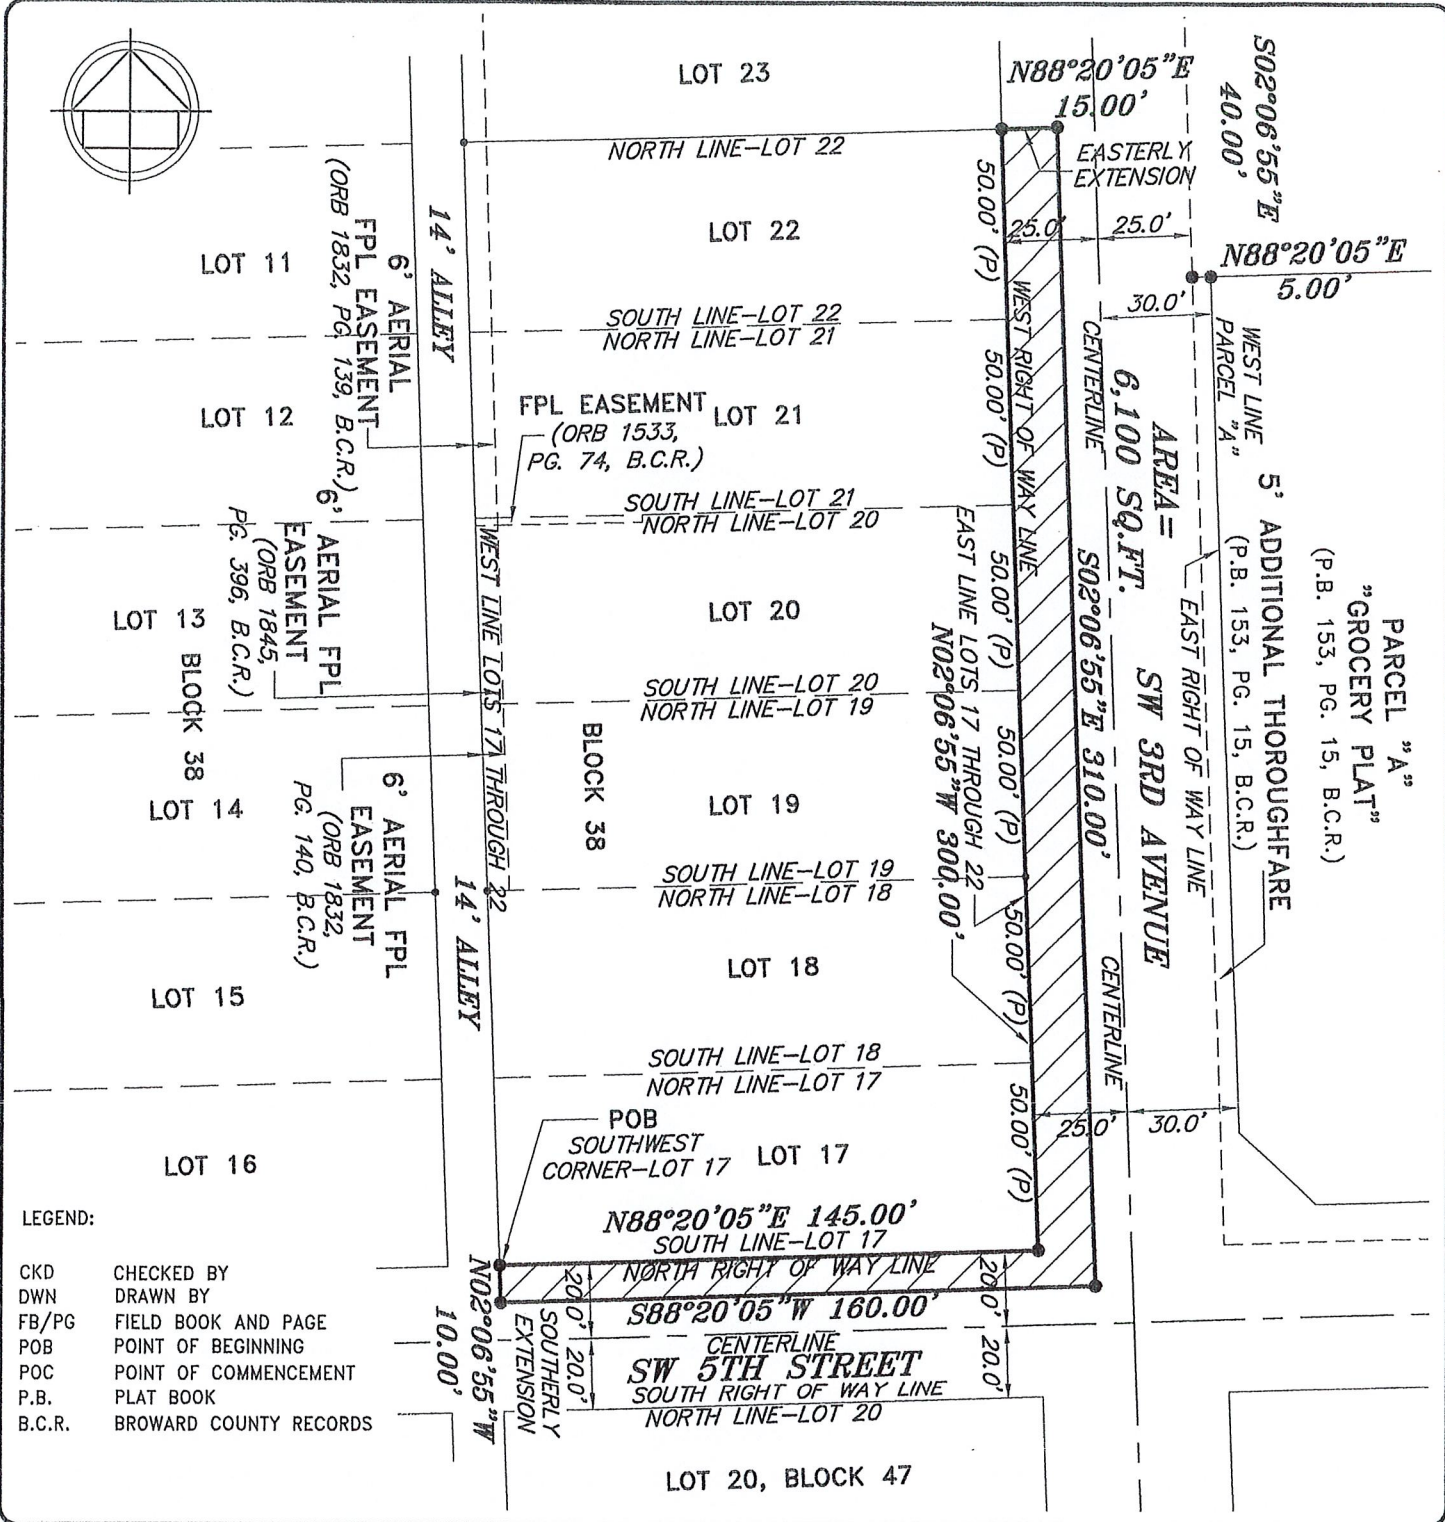 LOT 23
N88°20'05"E
15.00'
S02°06'55"E
40.00'
NORTH LINE-LOT 22
EASTERLY
EXTENSION
50.00' (P)
LOT 22
25.0'
25.0'
N88°20'05"E
5.00'
30.0'
LOT 11
6' AERIAL
FPL EASEMENT
(ORB 1832, PG. 139, B.C.R.)
14' ALLEY
SOUTH LINE-LOT 22
NORTH LINE-LOT 21
WEST RIGHT OF WAY LINE
CENTERLINE
WEST LINE
PARCEL "A"
50.00' (P)
LOT 12
FPL EASEMENT
(ORB 1533,
PG. 74, B.C.R.)
LOT 21
AREA=
6,100 SQ.FT.
SOUTH LINE-LOT 21
NORTH LINE-LOT 20
5' ADDITIONAL THOROUGHFARE
(P.B. 153, PG. 15, B.C.R.)
PARCEL "A"
"GROCERY PLAT"
(P.B. 153, PG. 15, B.C.R.)
6' AERIAL FPL
EASEMENT
(ORB 1845,
PG. 396, B.C.R.)
WEST LINE LOTS 17 THROUGH 22
LOT 13
LOT 20
50.00' (P)
EAST LINE LOTS 17 THROUGH 22
N02°06'55"W 300.00'
S02°06'55"E 310.00'
EAST RIGHT OF WAY LINE
BLOCK 38
SOUTH LINE-LOT 20
NORTH LINE-LOT 19
SW 3RD AVENUE
BLOCK 38
LOT 14
LOT 19
50.00' (P)
6' AERIAL FPL
EASEMENT
(ORB 1832,
PG. 140, B.C.R.)
SOUTH LINE-LOT 19
NORTH LINE-LOT 18
14' ALLEY
50.00' (P)
LOT 18
CENTERLINE
LOT 15
SOUTH LINE-LOT 18
NORTH LINE-LOT 17
POB
SOUTHWEST
CORNER-LOT 17
LOT 17
50.00' (P)
25.0'
30.0'
LOT 16
N88°20'05"E 145.00'
SOUTH LINE-LOT 17
NORTH RIGHT OF WAY LINE
20.0'
20.0'
S88°20'05"W 160.00'
CENTERLINE
SW 5TH STREET
20.0'
20.0'
SOUTH RIGHT OF WAY LINE
NORTH LINE-LOT 20
N02°06'55"W
10.00'
SOUTHERLY
EXTENSION
LOT 20, BLOCK 47
LEGENd:
CKD CHECKED BY
DWN DRAWN BY
FB/PG FIELD BOOK AND PAGE
POB POINT OF BEGINNING
POC POINT OF COMMENCEMENT
P.B. PLAT BOOK
B.C.R. BROWARD COUNTY RECORDS